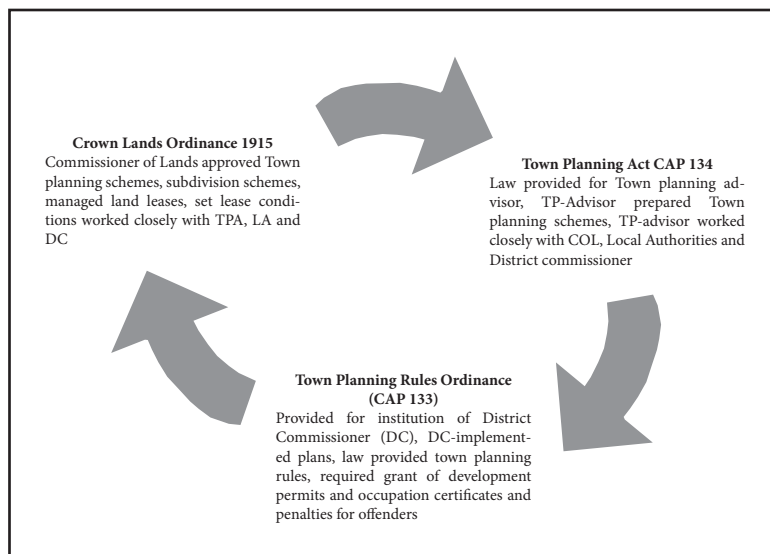 Crown Lands Ordinance 1915
Commissioner of Lands approved Town
planning schemes, subdivision schemes,
managed land leases, set lease condi-
tions worked closely with TPA, LA and
DC
Town Planning Act CAP 134
Law provided for Town planning ad-
visor, TP-Advisor prepared Town
planning schemes, TP-advisor worked
closely with COL, Local Authorities and
District commissioner
Town Planning Rules Ordinance
(CAP 133)
Provided for institution of District
Commissioner (DC), DC-implement-
ed plans, law provided town planning
rules, required grant of development
permits and occupation certificates and
penalties for offenders